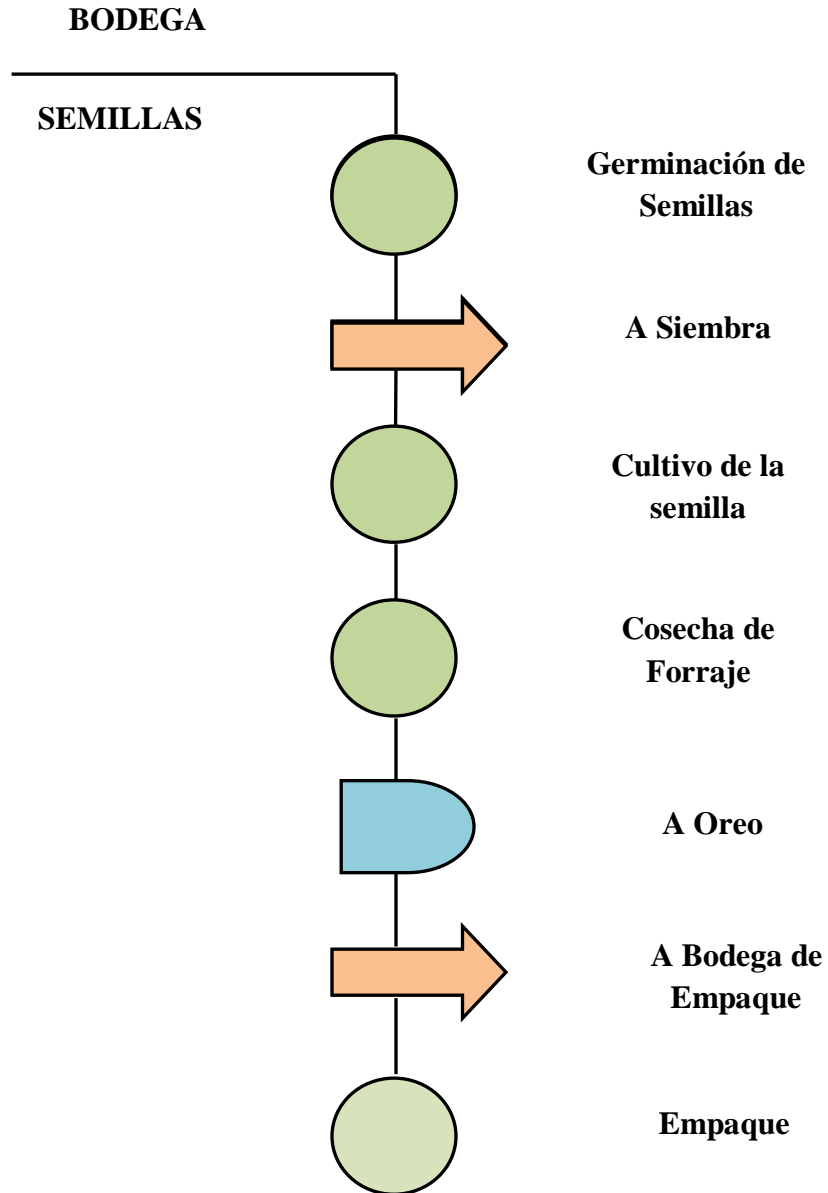 BODEGA
SEMILLAS
Germinación de
Semillas
A Siembra
Cultivo de la
semilla
Cosecha de
Forraje
A Oreo
A Bodega de
Empaque
Empaque